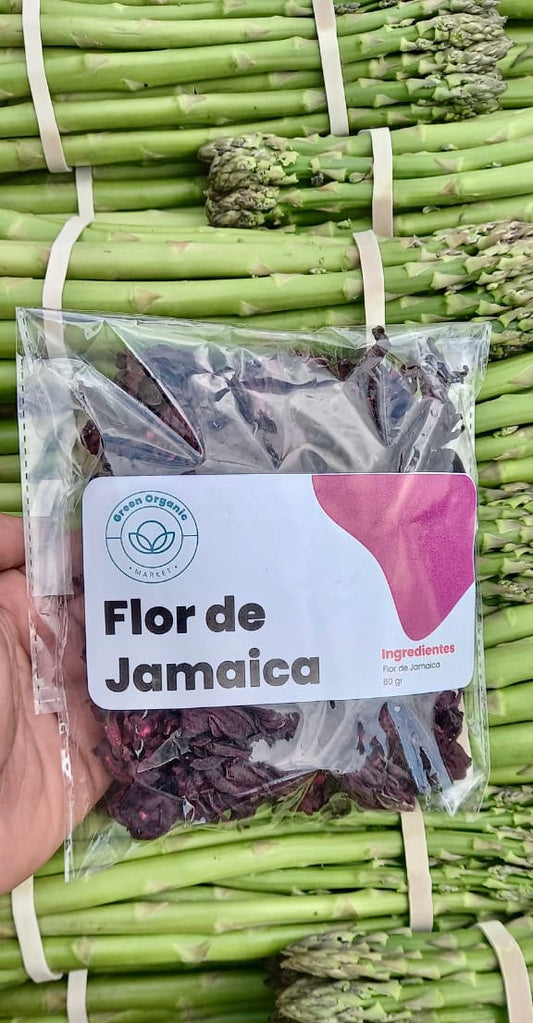 Green Organic
• MARKET •
Flor de
Jamaica
Ingredientes
Flor de Jamaica
80 gr